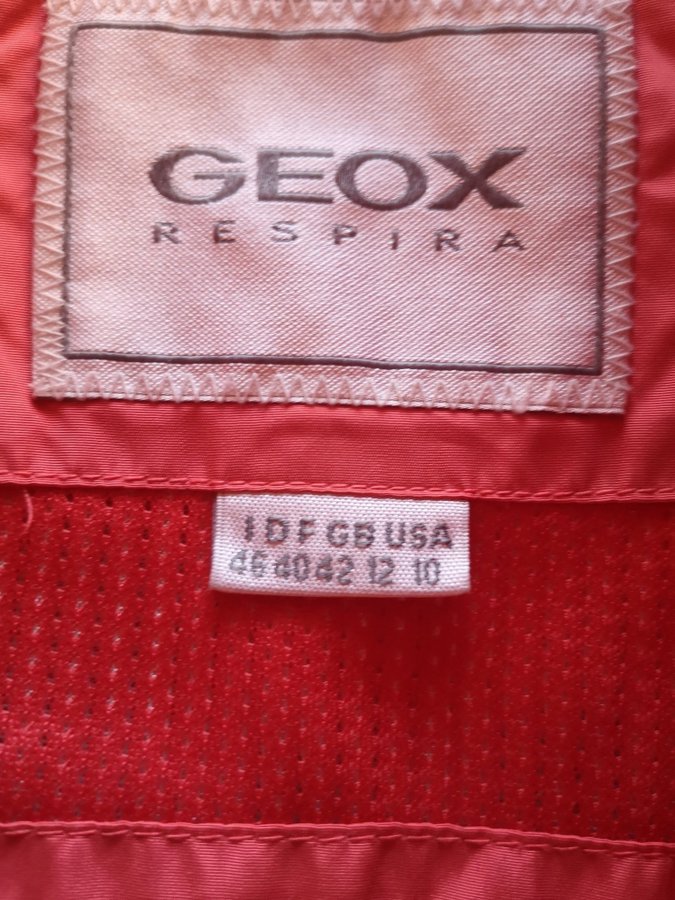 GEOX
RESPIRA
I D F GB USA
46 40 42 12 10